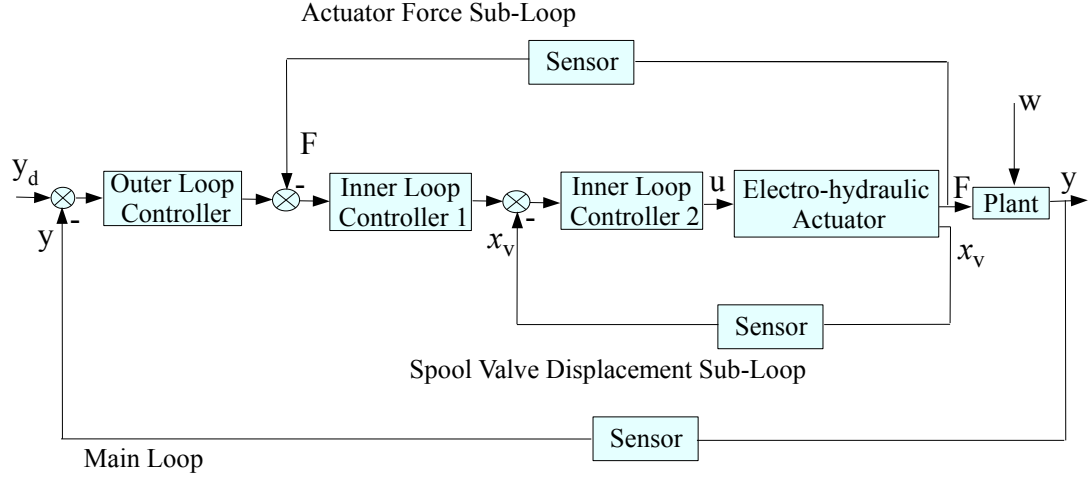 Actuator Force Sub-Loop
Sensor
w
F
y_d
Outer Loop
Controller
-
Inner Loop
Controller 1
Inner Loop
Controller 2
u
Electro-hydraulic
Actuator
F
Plant
y
-
y
-
x_v
x_v
Sensor
Spool Valve Displacement Sub-Loop
Sensor
Main Loop